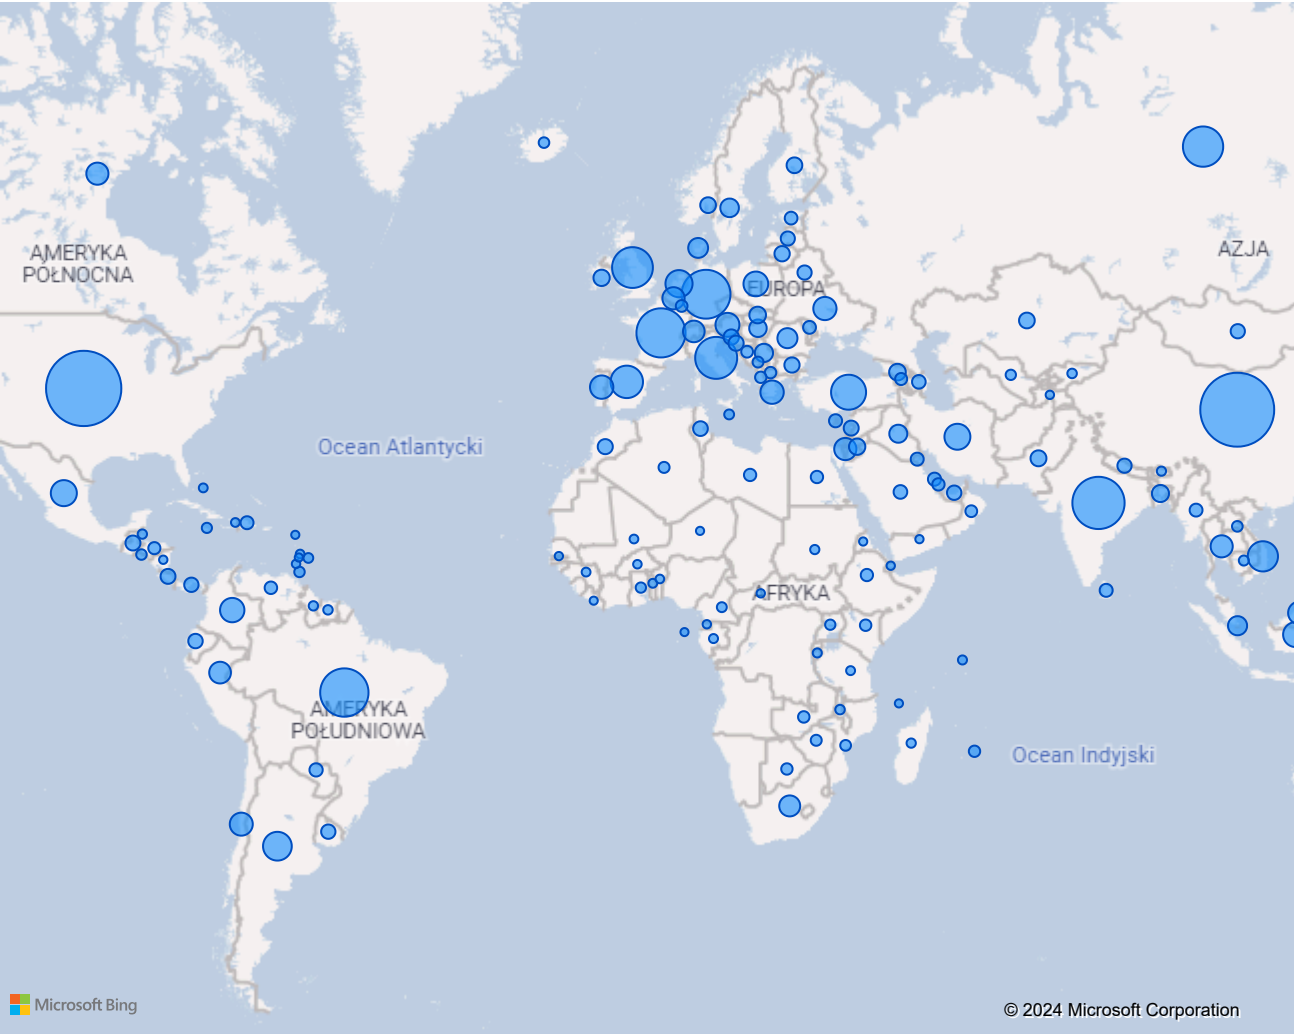 AMERYKA
PÓŁNOCNA
AZJA
EUROPA
Ocean Atlantycki
AFRYKA
AMERYKA
POŁUDNIOWA
Ocean Indyjski
Microsoft Bing
© 2024 Microsoft Corporation